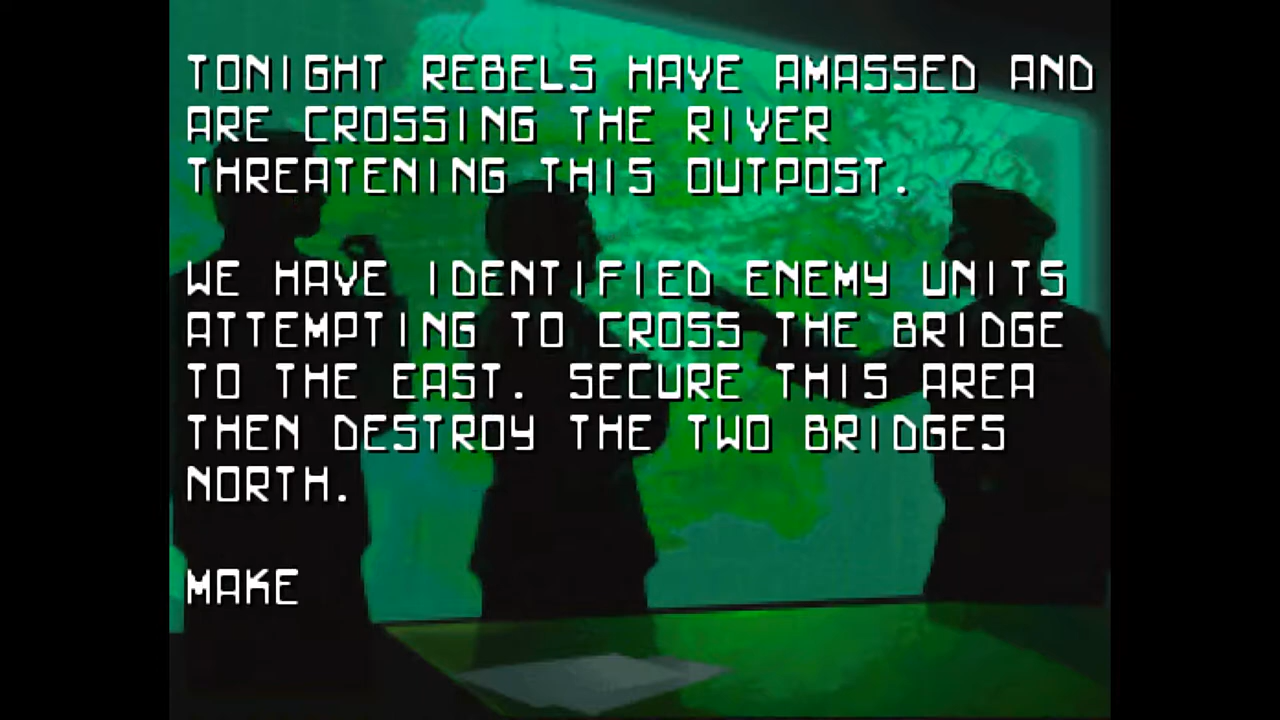 TONIGHT REBELS HAVE AMASSED AND
ARE CROSSING THE RIVER
THREATENING THIS OUTPOST.
WE HAVE IDENTIFIED ENEMY UNITS
ATTEMPTING TO CROSS THE BRIDGE
TO THE EAST. SECURE THIS AREA
THEN DESTROY THE TWO BRIDGES
NORTH.
MAKE